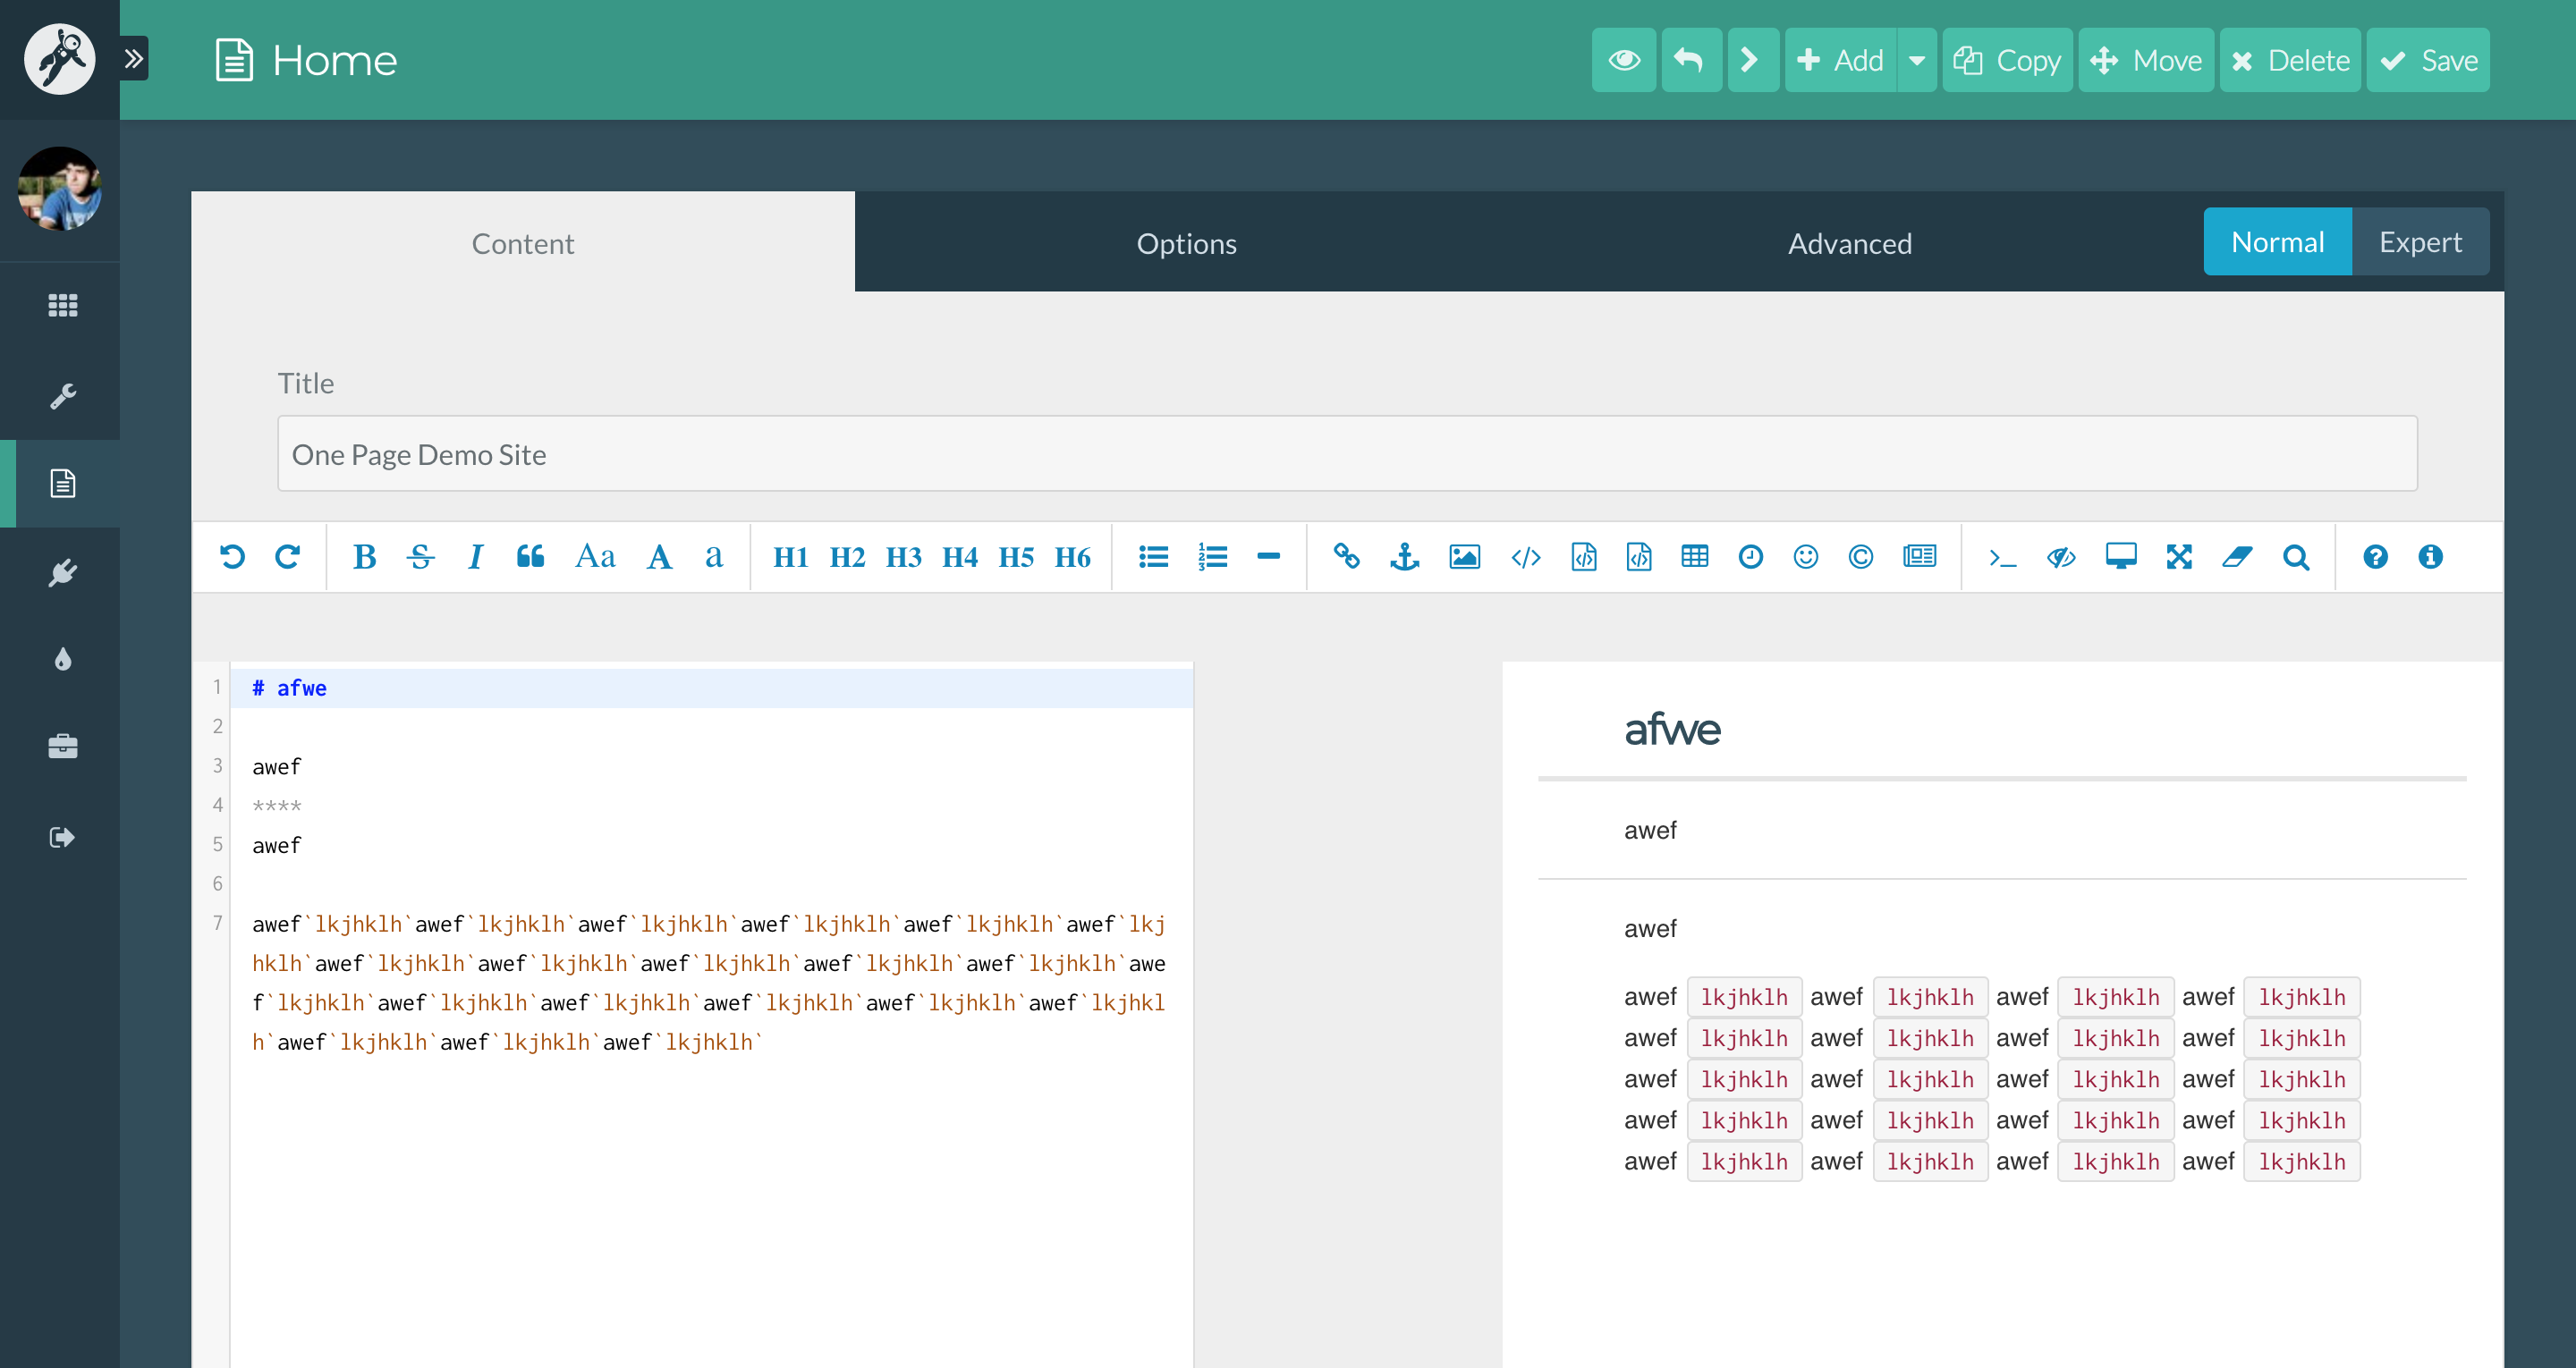 Home
Add
Copy
Move
Delete
Save
Content
Options
Advanced
Normal
Expert
Title
One Page Demo Site
B S I Aa A a H1 H2 H3 H4 H5 H6
1 # afwe
2
3 awef
4 ****
5 awef
6
7 awef`lkjhklh`awef`lkjhklh`awef`lkjhklh`awef`lkjhklh`awef`lkjhklh`awef`lkj
hklh`awef`lkjhklh`awef`lkjhklh`awef`lkjhklh`awef`lkjhklh`awef`lkjhklh`awe
f`lkjhklh`awef`lkjhklh`awef`lkjhklh`awef`lkjhklh`awef`lkjhklh`awef`lkjhkl
h`awef`lkjhklh`awef`lkjhklh`awef`lkjhklh`
afwe
awef
awef
awef lkjhklh awef lkjhklh awef lkjhklh awef lkjhklh
awef lkjhklh awef lkjhklh awef lkjhklh awef lkjhklh
awef lkjhklh awef lkjhklh awef lkjhklh awef lkjhklh
awef lkjhklh awef lkjhklh awef lkjhklh awef lkjhklh
awef lkjhklh awef lkjhklh awef lkjhklh awef lkjhklh